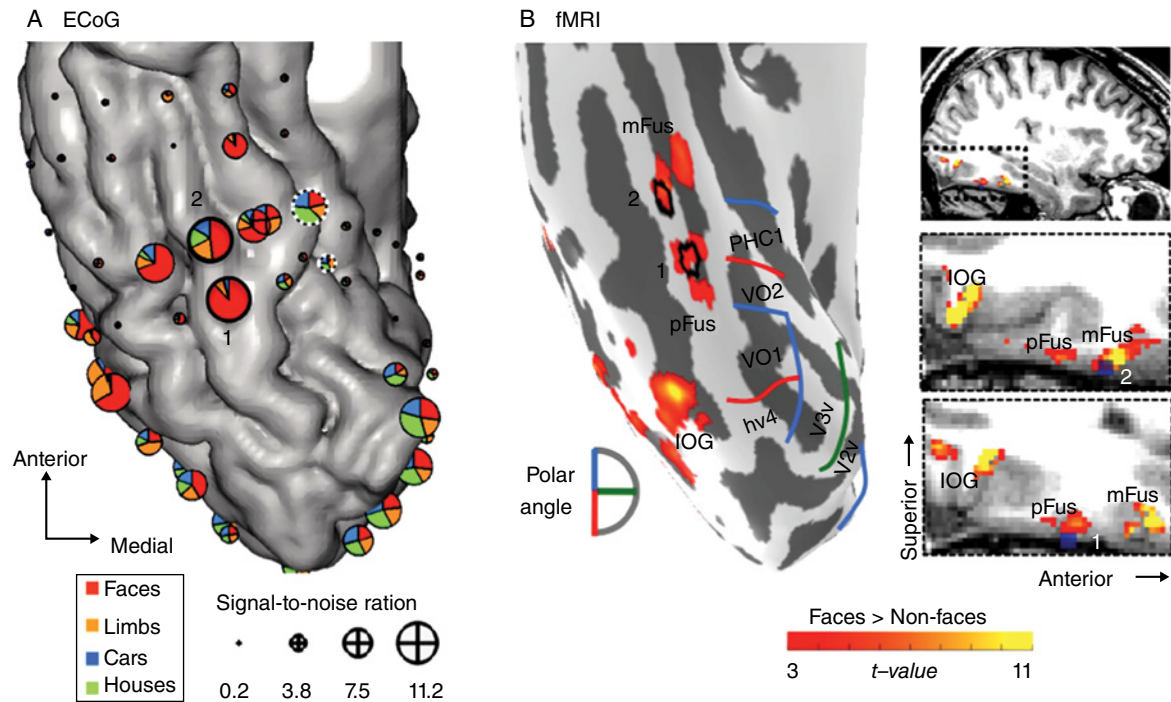 A ECoG
2
1
Anterior
Medial
Faces
Limbs
Cars
Houses
Signal-to-noise ration
0.2 3.8 7.5 11.2
B fMRI
mFus
2
1
pFus
IOG
PHC1
VO2
VO1
hv4
V3v
V2v
Polar
angle
IOG
pFus
mFus
2
IOG
pFus
mFus
1
Superior
Anterior
Faces > Non-faces
3 t–value 11